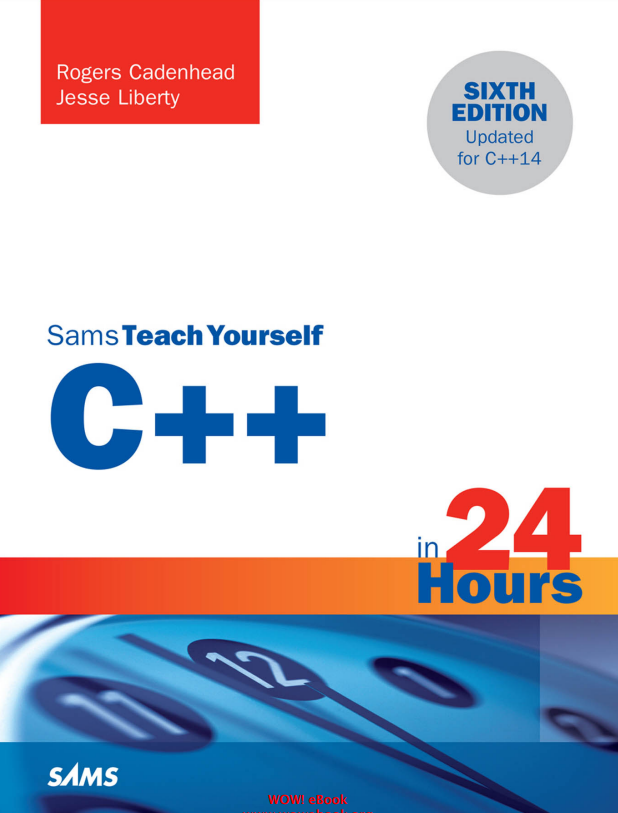 Rogers Cadenhead
Jesse Liberty
SIXTH
EDITION
Updated
for C++14
Sams Teach Yourself
C++
in 24
Hours
11
12
1
2
SAMS
WOW! eBook